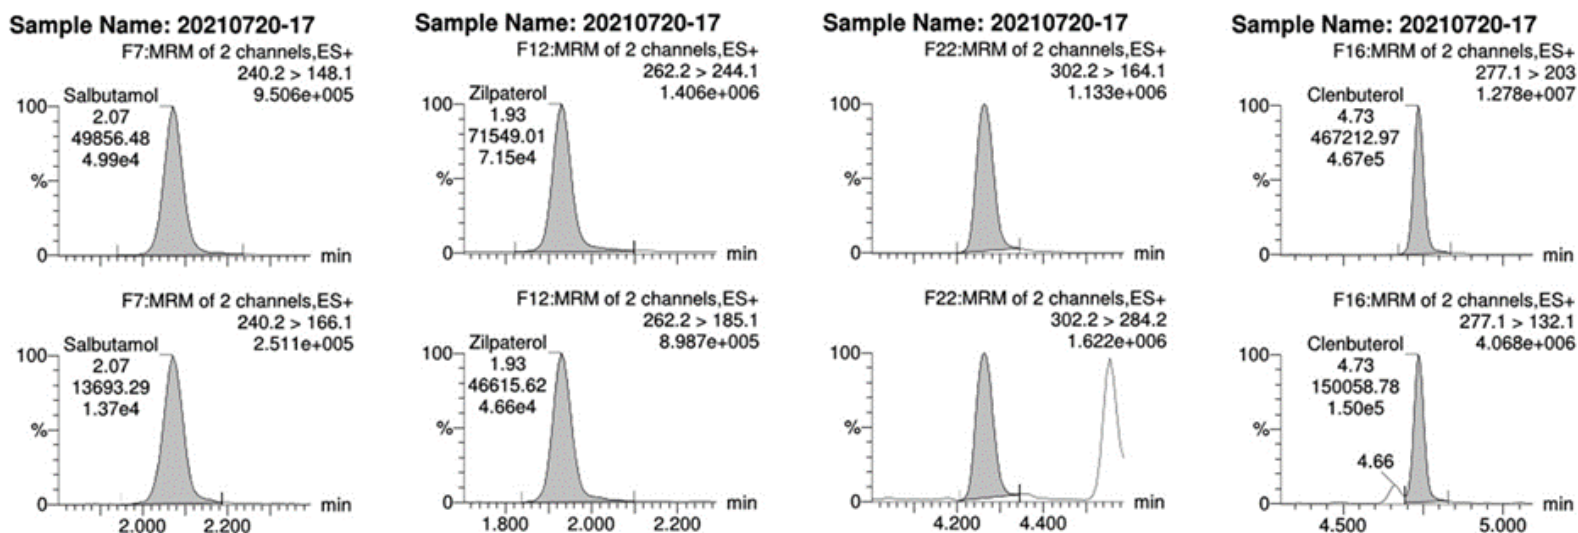 Sample Name: 20210720-17
F7:MRM of 2 channels,ES+
240.2 > 148.1
9.506e+005
100
Salbutamol
2.07
49856.48
4.99e4
%
0
min
F7:MRM of 2 channels,ES+
240.2 > 166.1
2.511e+005
100
Salbutamol
2.07
13693.29
1.37e4
%
0
min
2.000 2.200
Sample Name: 20210720-17
F12:MRM of 2 channels,ES+
262.2 > 244.1
1.406e+006
100
Zilpaterol
1.93
71549.01
7.15e4
%
0
min
F12:MRM of 2 channels,ES+
262.2 > 185.1
8.987e+005
100
Zilpaterol
1.93
46615.62
4.66e4
%
0
min
1.800 2.000 2.200
Sample Name: 20210720-17
F22:MRM of 2 channels,ES+
302.2 > 164.1
1.133e+006
100
%
0
min
F22:MRM of 2 channels,ES+
302.2 > 284.2
1.622e+006
100
%
0
min
4.200 4.400
Sample Name: 20210720-17
F16:MRM of 2 channels,ES+
277.1 > 203
1.278e+007
100
Clenbuterol
4.73
467212.97
4.67e5
%
0
min
F16:MRM of 2 channels,ES+
277.1 > 132.1
4.068e+006
100
Clenbuterol
4.73
150058.78
1.50e5
%
4.66
0
min
4.500 5.000